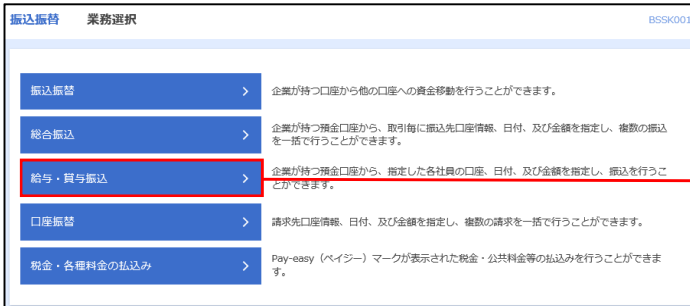 振込振替 業務選択 BSSK001
振込振替
企業が持つ口座から他の口座への資金移動を行うことができます。
総合振込
企業が持つ預金口座から、取引毎に振込先口座情報、日付、及び金額を指定し、複数の振込
を一括で行うことができます。
給与・賞与振込
企業が持つ預金口座から、指定した各社員の口座、日付、及び金額を指定し、振込を行うこ
とができます。
口座振替
請求先口座情報、日付、及び金額を指定し、複数の請求を一括で行うことができます。
税金・各種料金の払込み
Pay-easy（ペイジー）マークが表示された税金・公共料金等の払込みを行うことができま
す。